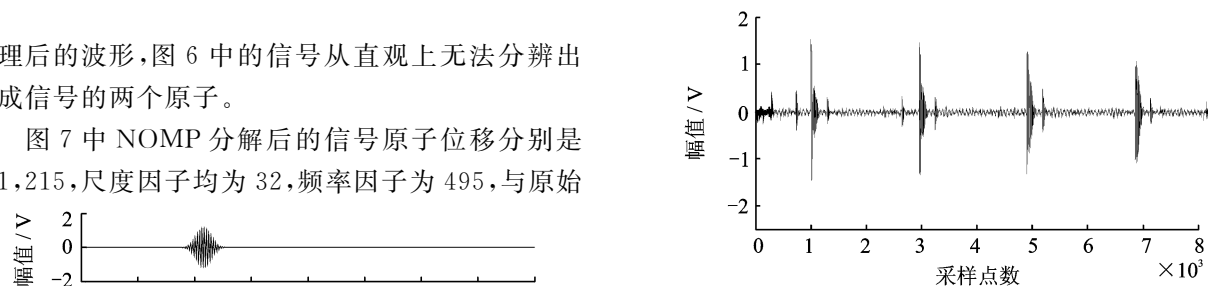 理后的波形,图 6 中的信号从直观上无法分辨出
成信号的两个原子。
图 7 中 NOMP 分解后的信号原子位移分别是
1,215,尺度因子均为 32,频率因子为 495,与原始
幅值 / V
2
0
−2
幅值 / V
2
1
0
−1
−2
0 1 2 3 4 5 6 7 8
采样点数 ×10³